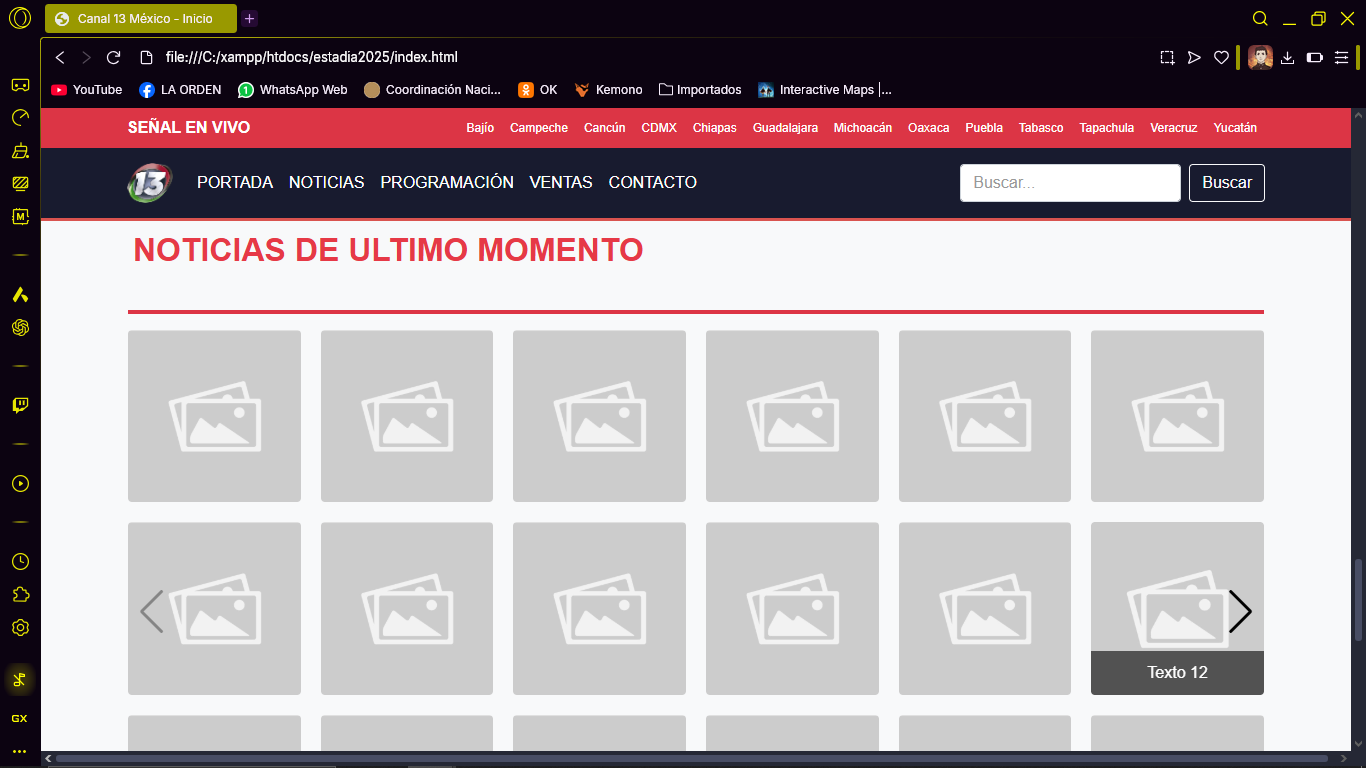 Canal 13 México - Inicio
file:///C:/xampp/htdocs/estadia2025/index.html
YouTube LA ORDEN WhatsApp Web Coordinación Naci... OK Kemono Importados Interactive Maps |...
SEÑAL EN VIVO Bajío Campeche Cancún CDMX Chiapas Guadalajara Michoacán Oaxaca Puebla Tabasco Tapachula Veracruz Yucatán
13 PORTADA NOTICIAS PROGRAMACIÓN VENTAS CONTACTO Buscar... Buscar
NOTICIAS DE ULTIMO MOMENTO
Texto 12
GX